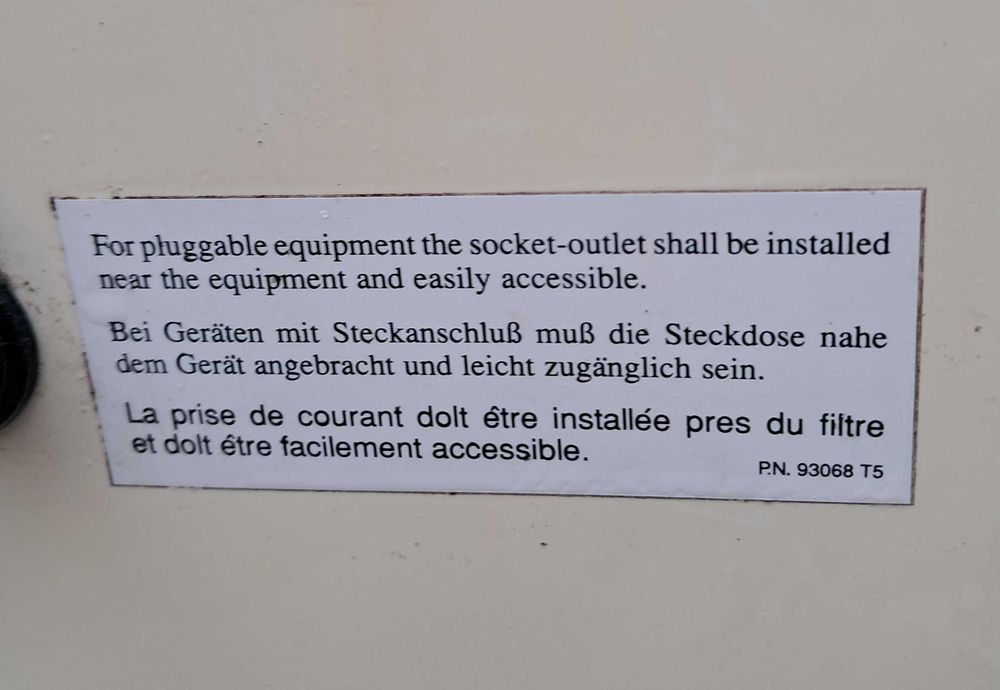 For pluggable equipment the socket-outlet shall be installed
near the equipment and easily accessible.
Bei Geräten mit Steckanschluß muß die Steckdose nahe
dem Gerät angebracht und leicht zugänglich sein.
La prise de courant dolt être installée pres du filtre
et dolt être facilement accessible.
P.N. 93068 T5